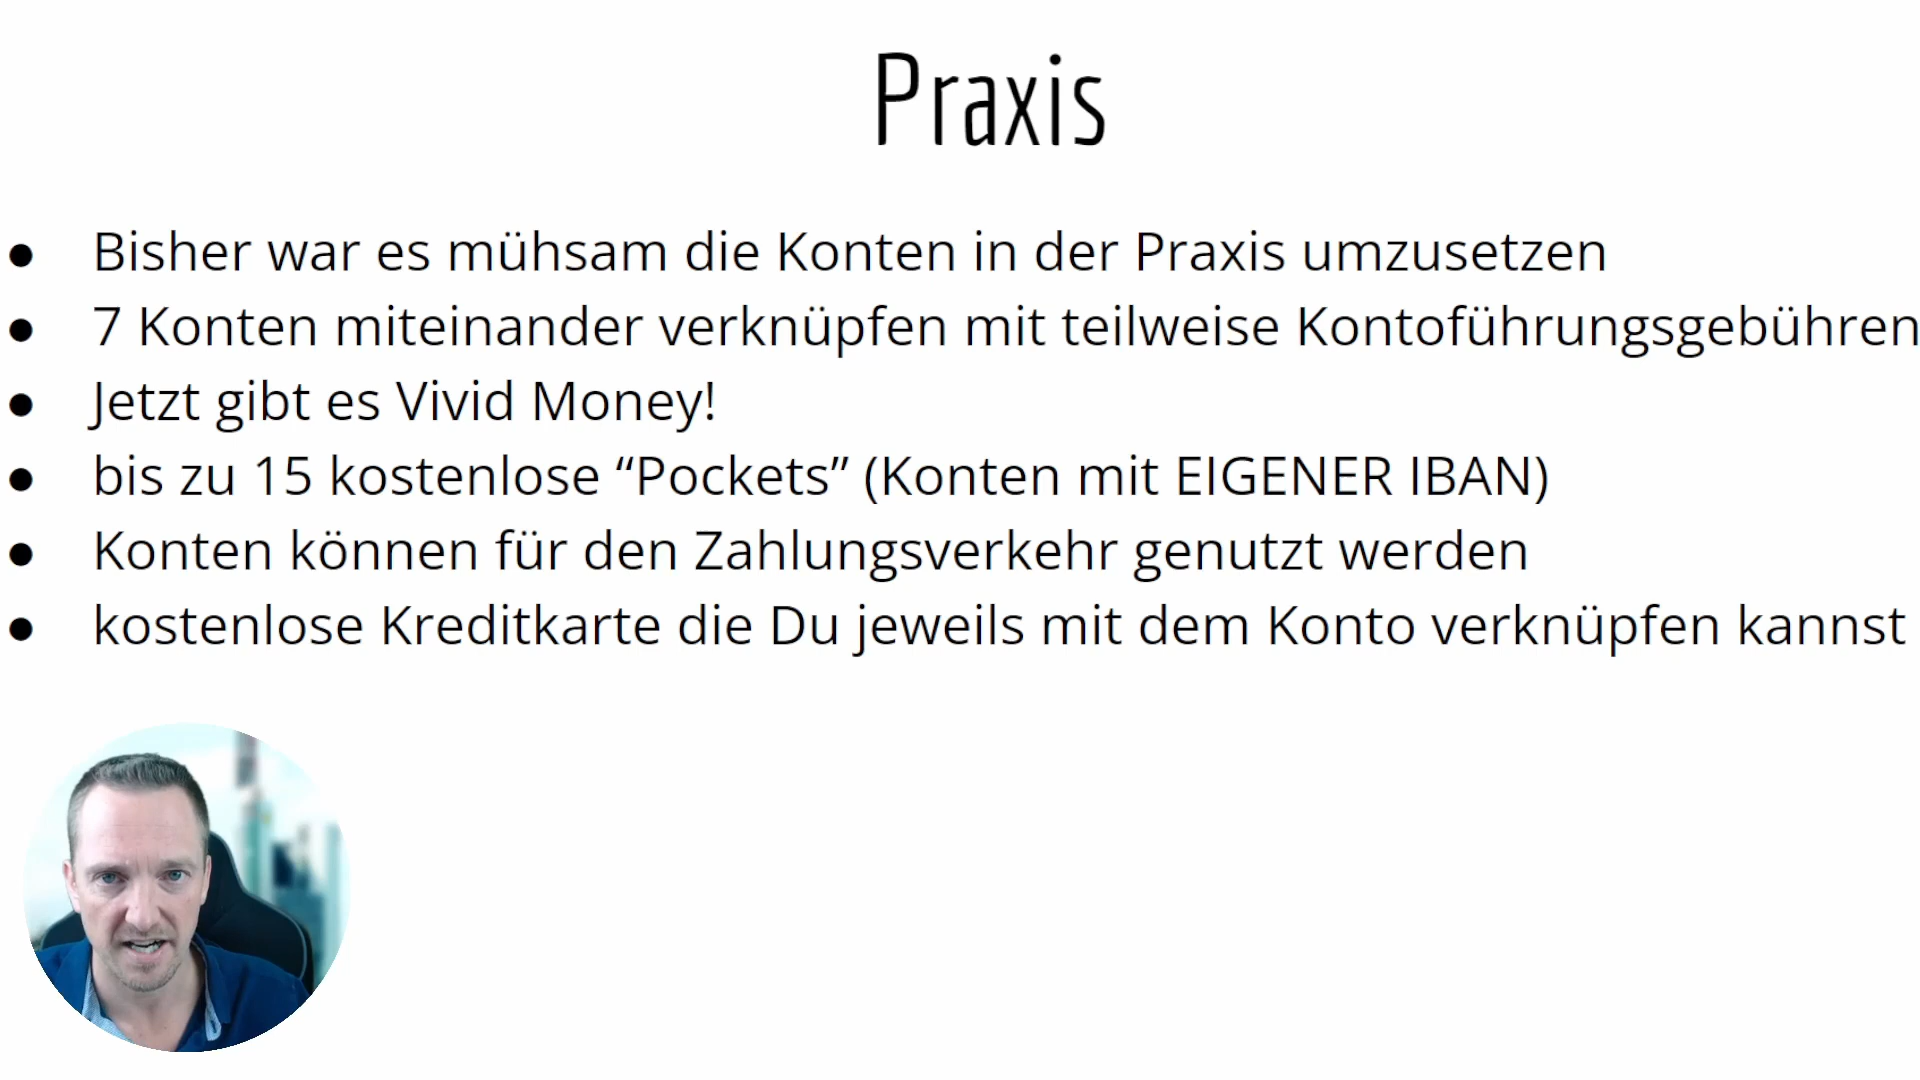 Praxis
● Bisher war es mühsam die Konten in der Praxis umzusetzen
● 7 Konten miteinander verknüpfen mit teilweise Kontoführungsgebühren
● Jetzt gibt es Vivid Money!
● bis zu 15 kostenlose “Pockets” (Konten mit EIGENER IBAN)
● Konten können für den Zahlungsverkehr genutzt werden
● kostenlose Kreditkarte die Du jeweils mit dem Konto verknüpfen kannst